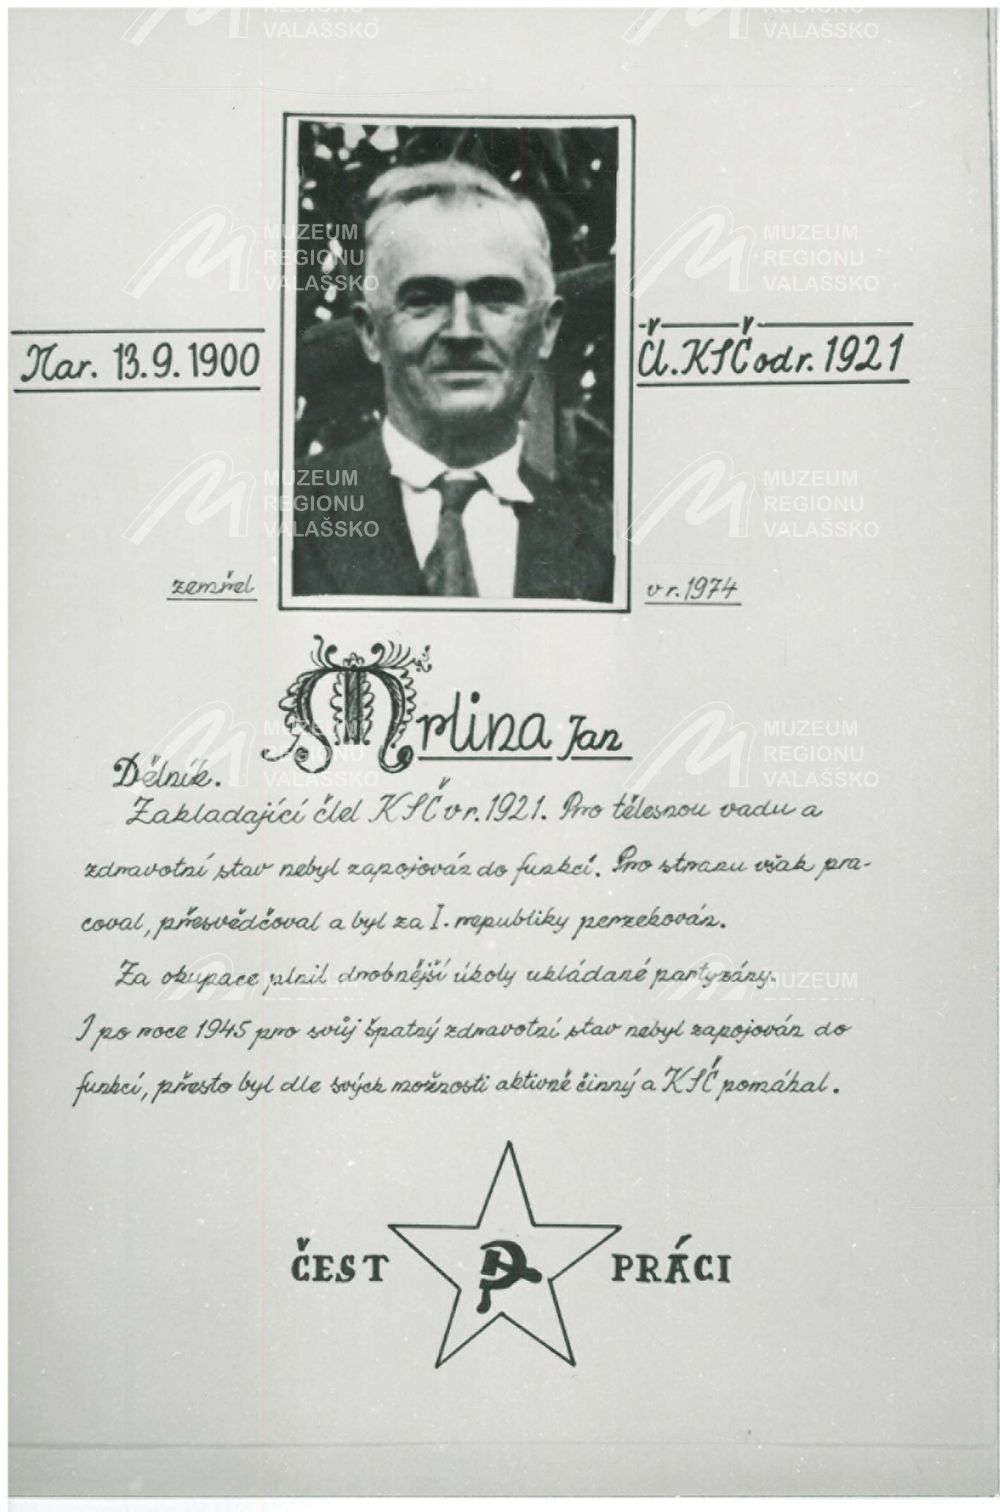 Nar. 13.9.1900
Čl. KSČ od r. 1921
zemřel
v r. 1974
Mrlina Jan
Dělník.
Zakladající člel KSČ v r. 1921. Pro tělesnou vadu a
zdravotní stav nebyl zapojován do funkcí. Pro stranu však pra-
coval, přesvědčoval a byl za I. republiky perzekován.
Za okupace plnil drobnější úkoly ukládané partyzány.
I po roce 1945 pro svůj špatný zdravotní stav nebyl zapojován do
funkcí, přesto byl dle svých možnosti aktivně činný a KSČ pomáhal.
ČEST PRÁCI
MUZEUM
REGIONU
VALAŠSKO